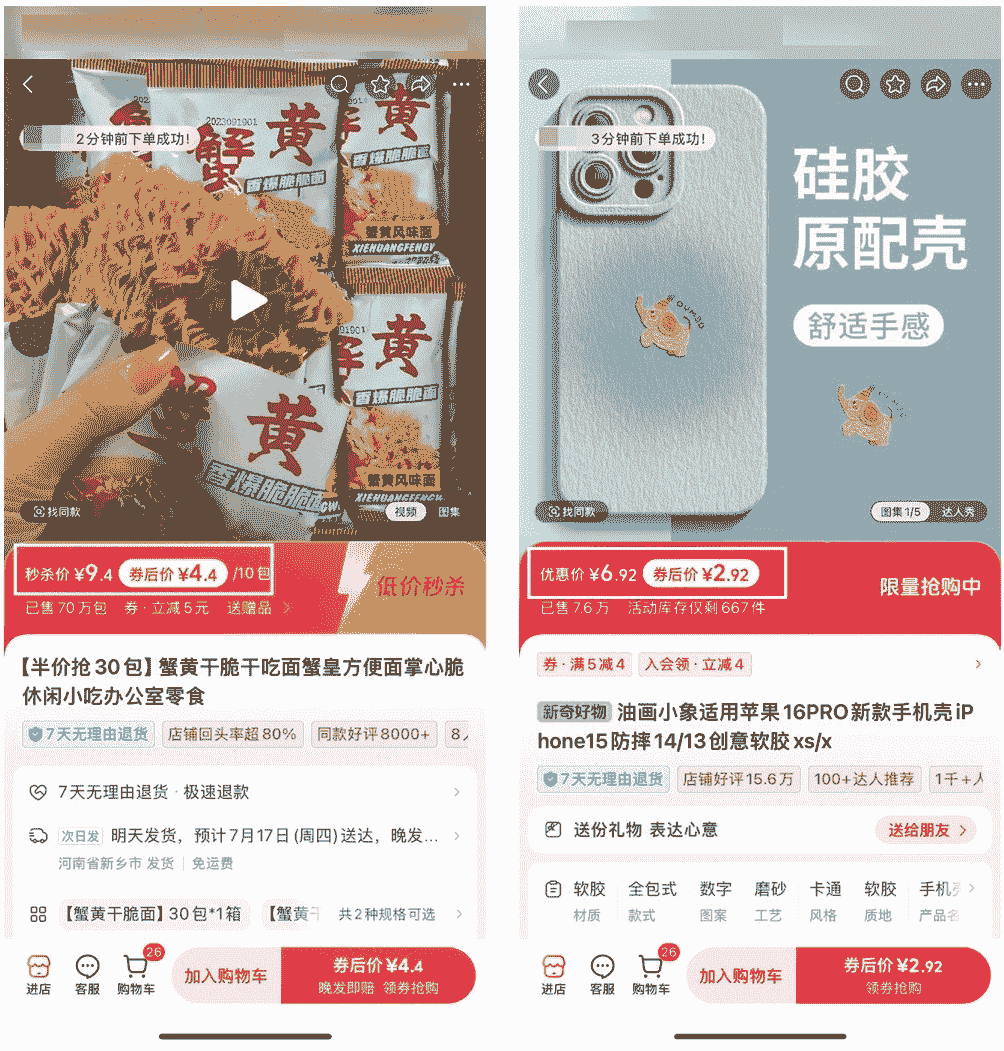 2分钟前下单成功!
2023091901
蟹黄
香爆脆脆面
蟹黄风味面
XIEHUANGFENGV
黄
香爆脆脆面
蟹黄风味面
黄
香爆脆脆面
找同款
视频
图集
秒杀价 ¥9.4 券后价 ¥4.4 /10包
低价秒杀
已售70万包 券·立减5元 送赠品 >
【半价抢30包】蟹黄干脆干吃面蟹皇方便面掌心脆
休闲小吃办公室零食
7天无理由退货 店铺回头率超80% 同款好评8000+
7天无理由退货·极速退款
次日发 明天发货，预计7月17日(周四)送达，晚发...
河南省新乡市 发货 | 免运费
【蟹黄干脆面】30包*1箱 【蟹黄干 共2种规格可选
26
进店 客服 购物车 加入购物车
券后价¥4.4
晚发即赔 领券抢购
3分钟前下单成功!
硅胶
原配壳
舒适手感
找同款
图集 1/5 达人秀
优惠价 ¥6.92 券后价 ¥2.92
限量抢购中
已售7.6万 活动库存仅剩667件
券·满5减4 入会领·立减4
新奇好物 油画小象适用苹果16PRO新款手机壳iP
hone15防摔14/13创意软胶xs/x
7天无理由退货 店铺好评15.6万 100+达人推荐 1千+人
送份礼物 表达心意 送给朋友 >
软胶 全包式 数字 磨砂 卡通 软胶 手机壳
材质 款式 图案 工艺 风格 质地 产品名
26
进店 客服 购物车 加入购物车
券后价¥2.92
领券抢购